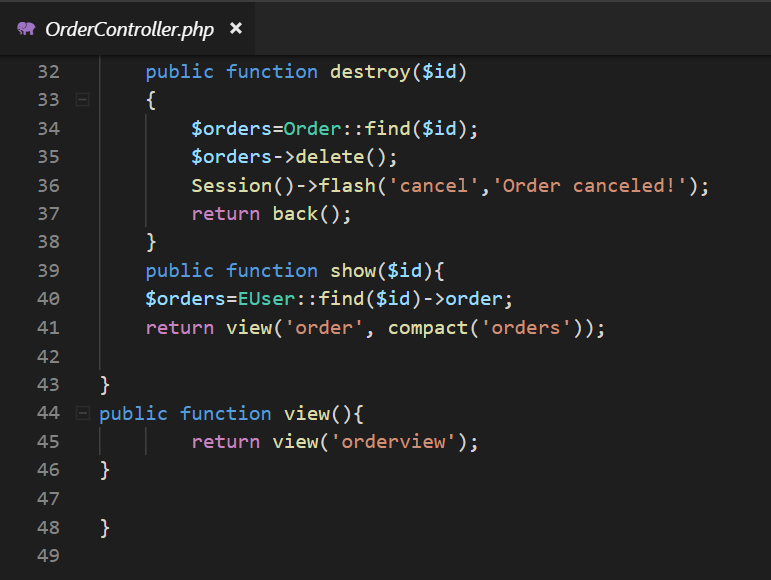 OrderController.php ×
32 public function destroy($id)
33 {
34 $orders=Order::find($id);
35 $orders->delete();
36 Session()->flash('cancel','Order canceled!');
37 return back();
38 }
39 public function show($id){
40 $orders=EUser::find($id)->order;
41 return view('order', compact('orders'));
42
43 }
44 public function view(){
45 return view('orderview');
46 }
47
48 }
49